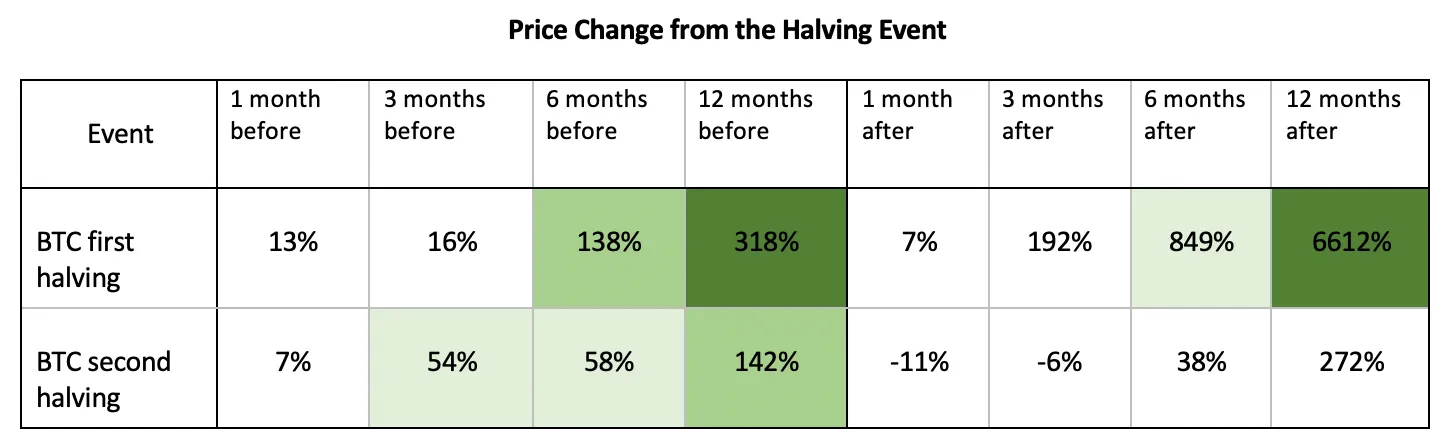 Price Change from the Halving Event
Event
1 month
before
3 months
before
6 months
before
12 months
before
1 month
after
3 months
after
6 months
after
12 months
after
BTC first
halving
13%
16%
138%
318%
7%
192%
849%
6612%
BTC second
halving
7%
54%
58%
142%
-11%
-6%
38%
272%